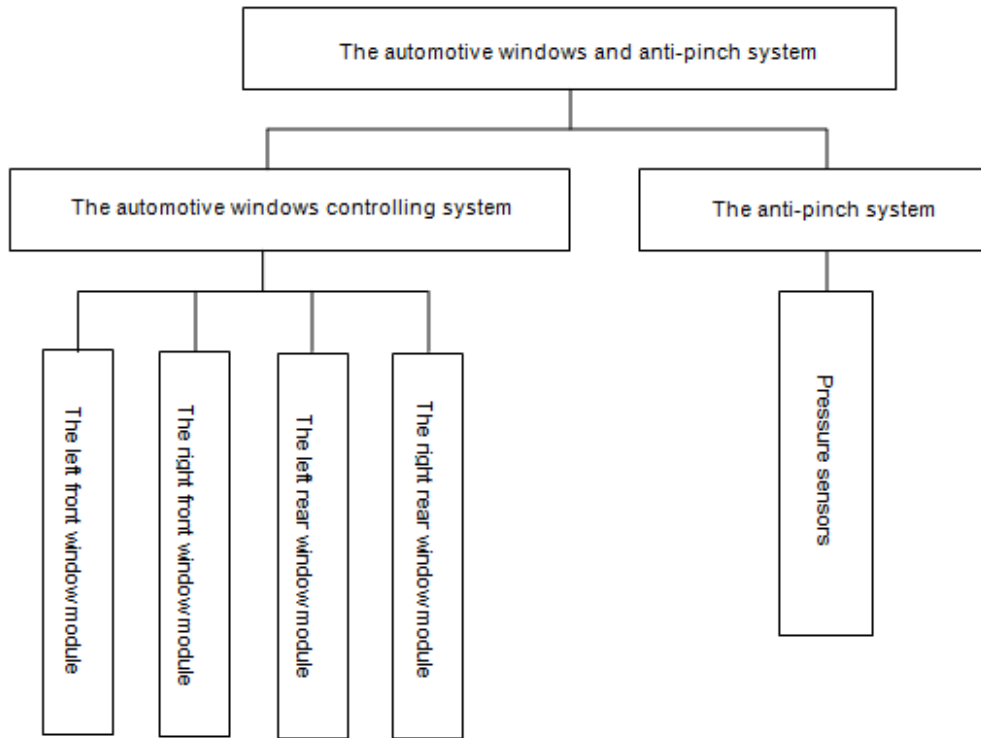 The automotive windows and anti-pinch system
The automotive windows controlling system
The anti-pinch system
The left front window module
The right front window module
The left rear window module
The right rear window module
Pressure sensors